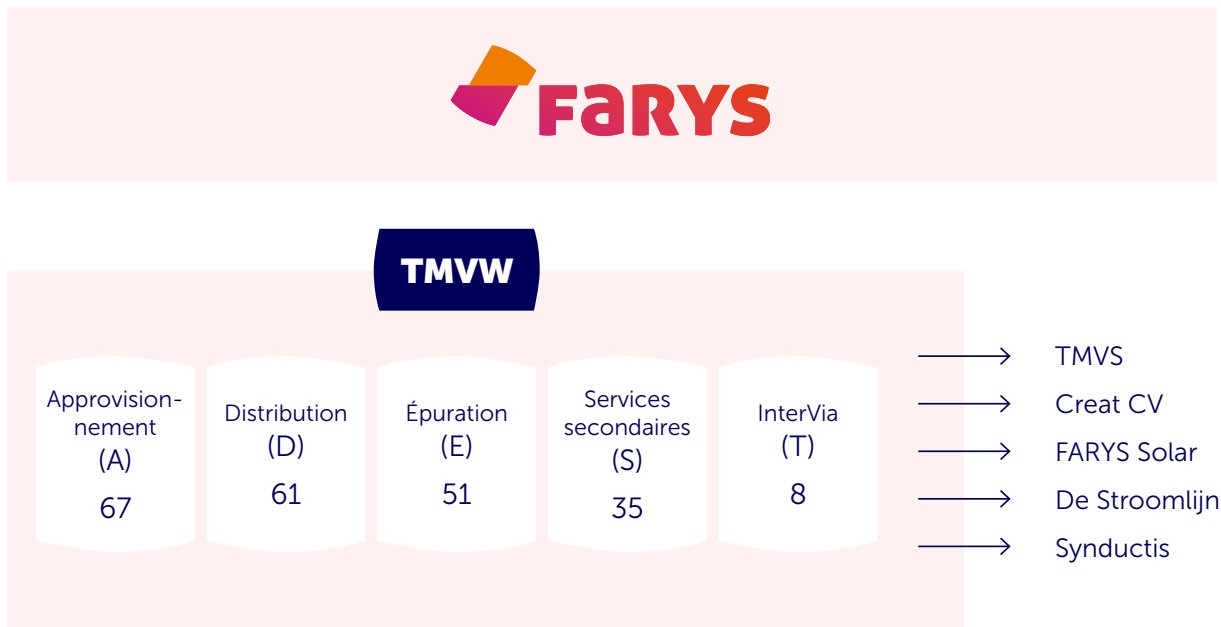 FARYS
TMVW
Approvision-
nement
(A)
67
Distribution
(D)
61
Épuration
(E)
51
Services
secondaires
(S)
35
InterVia
(T)
8
TMVS
Creat CV
FARYS Solar
De Stroomlijn
Synductis